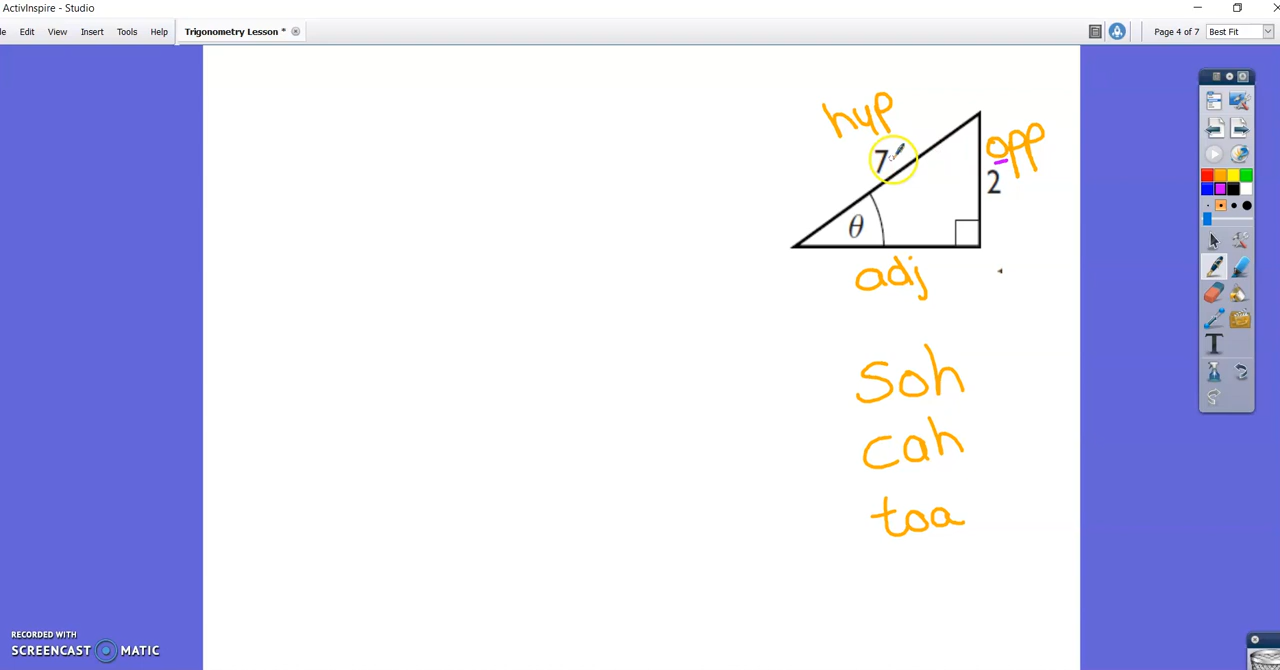 ActivInspire - Studio
le Edit View Insert Tools Help Trigonometry Lesson * Page 4 of 7 Best Fit
hyp
opp
7
2
θ
adj
soh
cah
toa
T
RECORDED WITH
SCREENCAST MATIC